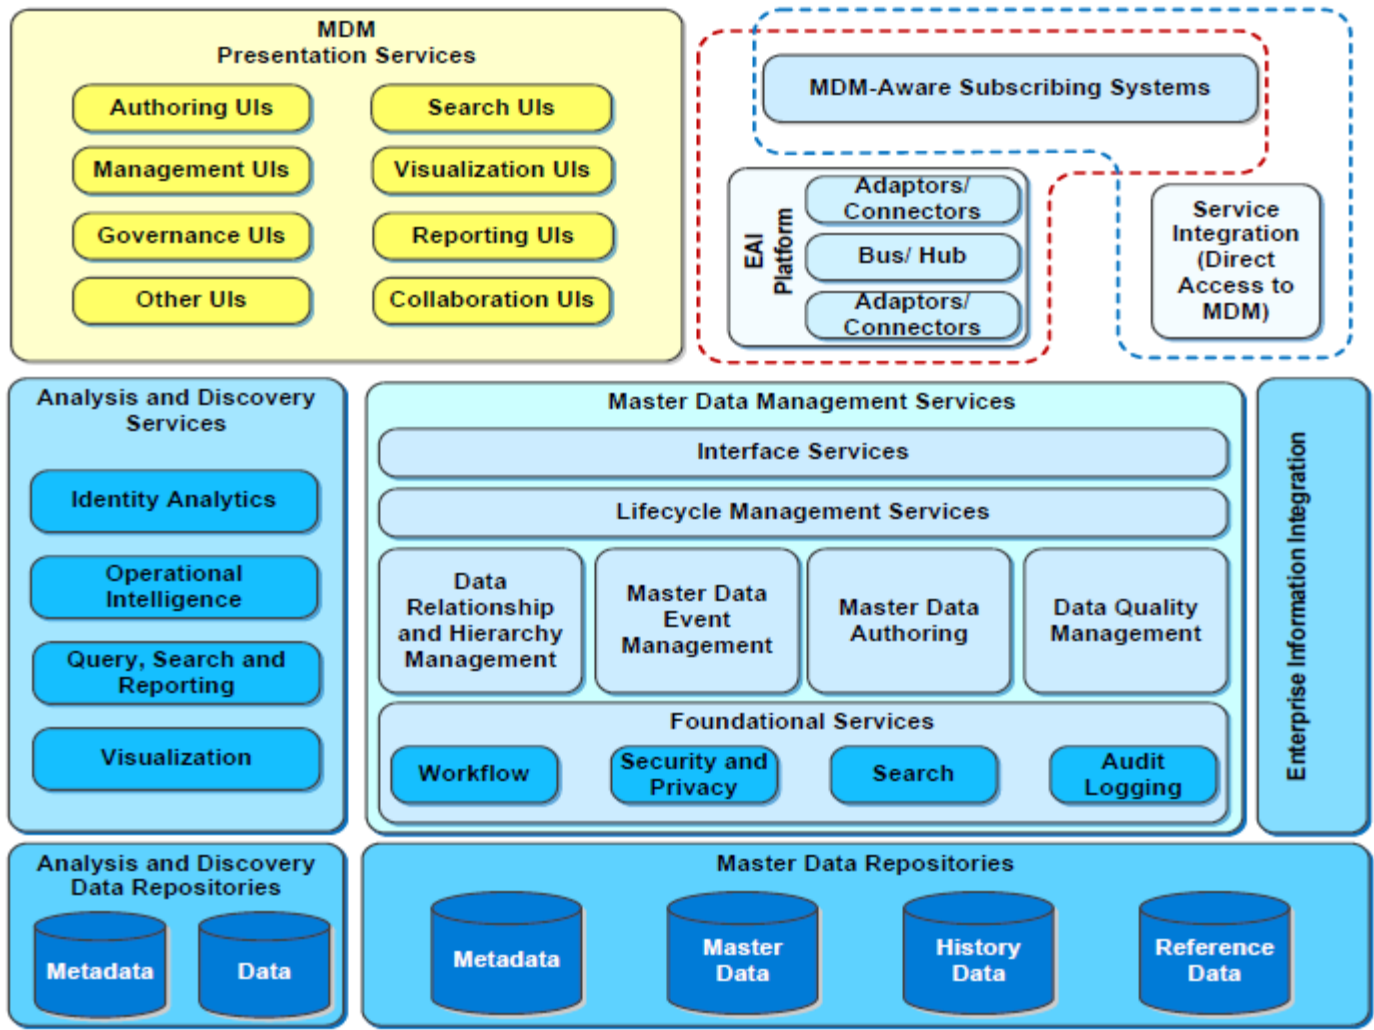 MDM
Presentation Services
Authoring UIs
Search UIs
Management UIs
Visualization UIs
Governance UIs
Reporting UIs
Other UIs
Collaboration UIs
MDM-Aware Subscribing Systems
EAI
Platform
Adaptors/
Connectors
Bus/ Hub
Adaptors/
Connectors
Service
Integration
(Direct
Access to
MDM)
Analysis and Discovery
Services
Identity Analytics
Operational
Intelligence
Query, Search and
Reporting
Visualization
Master Data Management Services
Interface Services
Lifecycle Management Services
Data
Relationship
and Hierarchy
Management
Master Data
Event
Management
Master Data
Authoring
Data Quality
Management
Foundational Services
Workflow
Security and
Privacy
Search
Audit
Logging
Enterprise Information Integration
Analysis and Discovery
Data Repositories
Metadata
Data
Master Data Repositories
Metadata
Master
Data
History
Data
Reference
Data